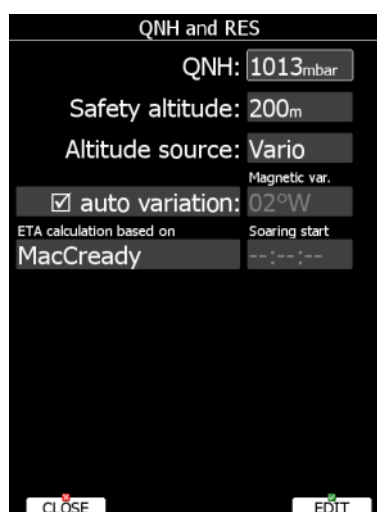 QNH and RES
QNH: 1013mbar
Safety altitude: 200m
Altitude source: Vario
Magnetic var.
☑ auto variation: 02°W
ETA calculation based on Soaring start
MacCready --:--:--
CLOSE EDIT